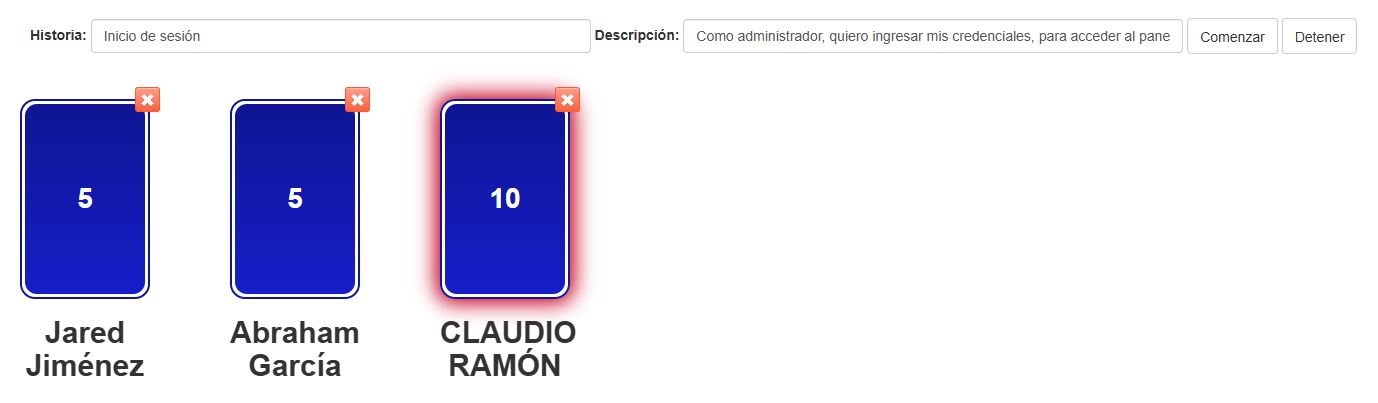 Historia: Inicio de sesión Descripción: Como administrador, quiero ingresar mis credenciales, para acceder al pane Comenzar Detener
5 5 10
Jared Abraham CLAUDIO
Jiménez García RAMÓN